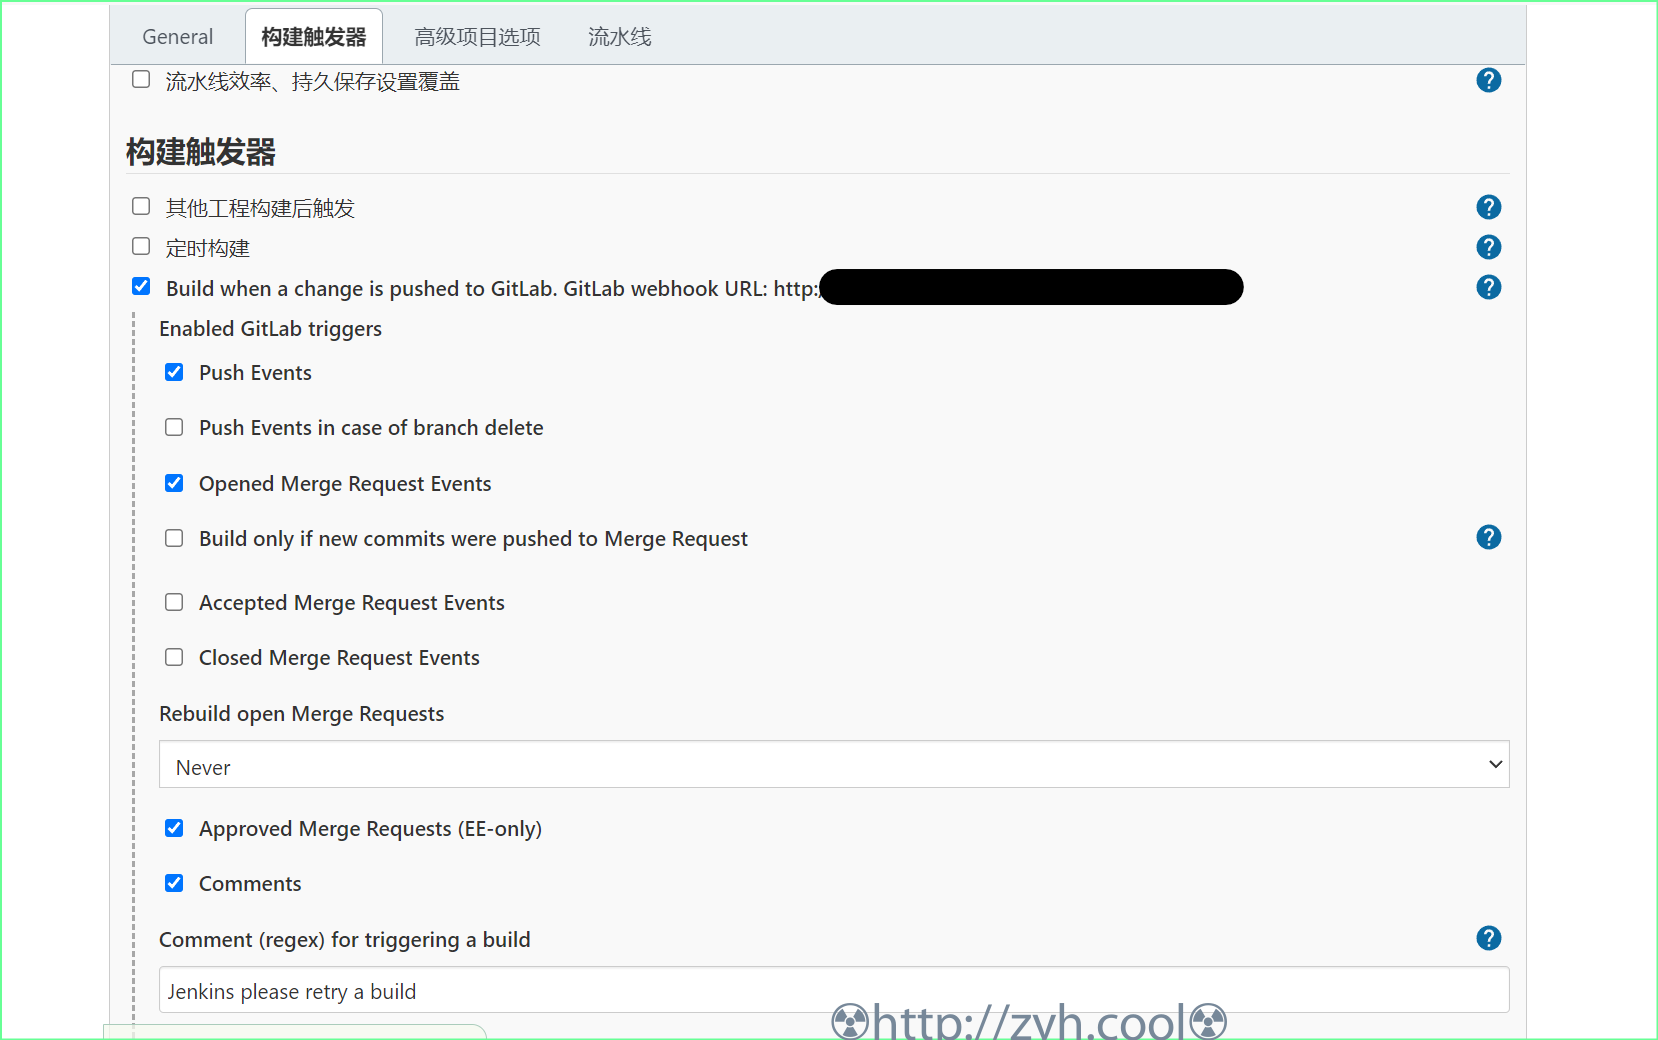 General 构建触发器 高级项目选项 流水线
流水线效率、持久保存设置覆盖
构建触发器
其他工程构建后触发
定时构建
Build when a change is pushed to GitLab. GitLab webhook URL: http:/
Enabled GitLab triggers
Push Events
Push Events in case of branch delete
Opened Merge Request Events
Build only if new commits were pushed to Merge Request
Accepted Merge Request Events
Closed Merge Request Events
Rebuild open Merge Requests
Never
Approved Merge Requests (EE-only)
Comments
Comment (regex) for triggering a build
Jenkins please retry a build
☢http://zyh.cool☢